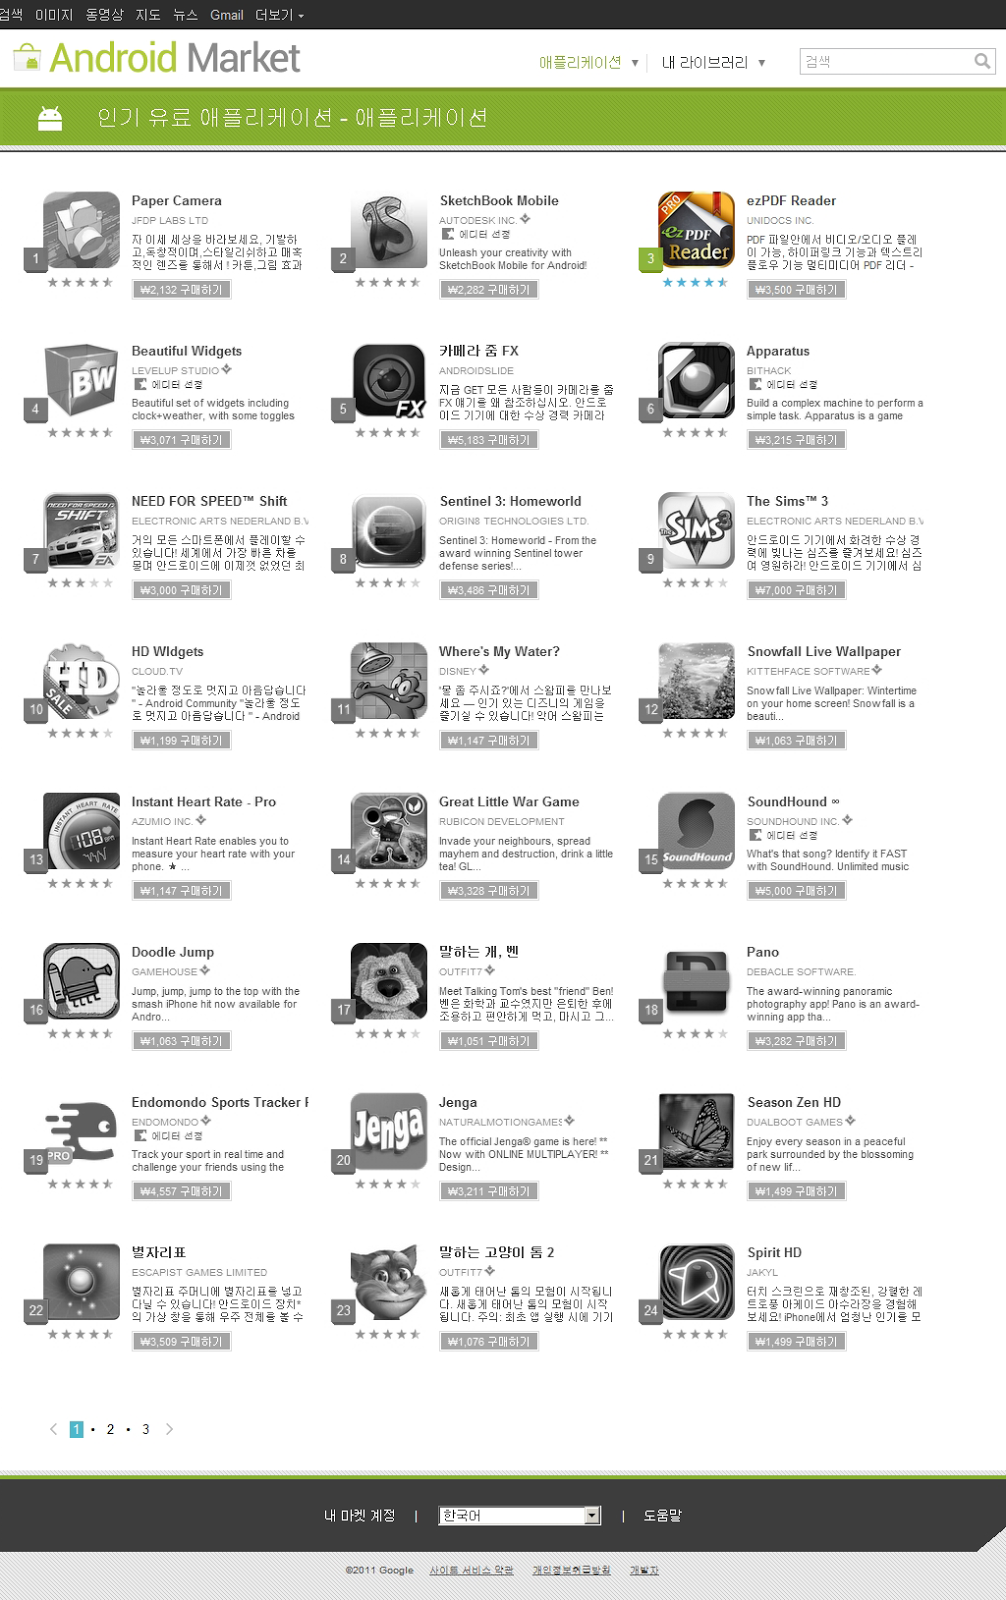 검색 이미지 동영상 지도 뉴스 Gmail 더보기
Android Market
애플리케이션 내 라이브러리 검색
인기 유료 애플리케이션 - 애플리케이션
1
Paper Camera
JFDP LABS LTD
자 이세 세상을 바라보세요, 기발하
고,독창적이며,스타일리쉬하고 매혹
적인 렌즈를 통해서 ! 카툰,그림 효과
₩2,132 구매하기
2
SketchBook Mobile
AUTODESK INC.
에디터 선정
Unleash your creativity with
SketchBook Mobile for Android!
₩2,282 구매하기
PRO
ezPDF
Reader
3
ezPDF Reader
UNIDOCS INC.
PDF 파일안에서 비디오/오디오 플레
이 가능, 하이퍼링크 기능과 텍스트리
플로우 기능 멀티미디어 PDF 리더 -
₩3,500 구매하기
BW
4
Beautiful Widgets
LEVELUP STUDIO
에디터 선정
Beautiful set of widgets including
clock+weather, with some toggles
₩3,071 구매하기
FX
5
카메라 줌 FX
ANDROIDSLIDE
지금 GET 모든 사람들이 카메라를 줌
FX 얘기를 왜 참조하십시오. 안드로
이드 기기에 대한 수상 경력 카메라
₩5,183 구매하기
6
Apparatus
BITHACK
에디터 선정
Build a complex machine to perform a
simple task. Apparatus is a game
₩3,215 구매하기
NEED FOR SPEED
SHIFT
EA
7
NEED FOR SPEED™ Shift
ELECTRONIC ARTS NEDERLAND B.V
거의 모든 스마트폰에서 플레이할 수
있습니다! 세계에서 가장 빠른 차를
몰며 안드로이드에 이제껏 없었던 최
₩3,000 구매하기
8
Sentinel 3: Homeworld
ORIGIN8 TECHNOLOGIES LTD.
Sentinel 3: Homeworld - From the
award winning Sentinel tower
defense series!...
₩3,486 구매하기
The SIMS 3
9
The Sims™ 3
ELECTRONIC ARTS NEDERLAND B.V
안드로이드 기기에서 화려한 수상 경
력에 빛나는 심즈를 즐겨보세요! 심즈
여 영원하라! 안드로이드 기기에서 심
₩7,000 구매하기
HD
SALE
10
HD WIdgets
CLOUD.TV
"놀라울 정도로 멋지고 아름답습니다
" - Android Community "놀라울 정도
로 멋지고 아름답습니다 " - Android
₩1,199 구매하기
11
Where's My Water?
DISNEY
'물 좀 주시죠?'에서 스왐피를 만나보
세요 — 인기 있는 디즈니의 게임을
즐기실 수 있습니다! 악어 스왐피는
₩1,147 구매하기
12
Snowfall Live Wallpaper
KITTEHFACE SOFTWARE
Snowfall Live Wallpaper: Wintertime
on your home screen! Snowfall is a
beauti...
₩1,063 구매하기
INSTANT HEART RATE
108
13
Instant Heart Rate - Pro
AZUMIO INC.
Instant Heart Rate enables you to
measure your heart rate with your
phone. ★ ...
₩1,147 구매하기
14
Great Little War Game
RUBICON DEVELOPMENT
Invade your neighbours, spread
mayhem and destruction, drink a little
tea! GL...
₩3,328 구매하기
SoundHound
15
SoundHound ∞
SOUNDHOUND INC.
에디터 선정
What's that song? Identify it FAST
with SoundHound. Unlimited music
₩5,000 구매하기
16
Doodle Jump
GAMEHOUSE
Jump, jump, jump to the top with the
smash iPhone hit now available for
Andro...
₩1,063 구매하기
17
말하는 개, 벤
OUTFIT7
Meet Talking Tom's best "friend" Ben!
벤은 화학과 교수였지만 은퇴한 후에
조용하고 편안하게 먹고, 마시고 그...
₩1,051 구매하기
P
18
Pano
DEBACLE SOFTWARE.
The award-winning panoramic
photography app! Pano is an award-
winning app tha...
₩3,282 구매하기
PRO
19
Endomondo Sports Tracker P
ENDOMONDO
에디터 선정
Track your sport in real time and
challenge your friends using the
₩4,557 구매하기
Jenga
20
Jenga
NATURALMOTIONGAMES
The official Jenga® game is here! **
Now with ONLINE MULTIPLAYER! **
Design...
₩3,211 구매하기
21
Season Zen HD
DUALBOOT GAMES
Enjoy every season in a peaceful
park surrounded by the blossoming
of new lif...
₩1,499 구매하기
22
별자리표
ESCAPIST GAMES LIMITED
별자리표 주머니에 별자리표를 넣고
다닐 수 있습니다! 안드로이드 장치*
의 가상 창을 통해 우주 전체를 볼 수
₩3,509 구매하기
23
말하는 고양이 톰 2
OUTFIT7
새롭게 태어난 톰의 모험이 시작됩니
다. 새롭게 태어난 톰의 모험이 시작
됩니다. 주의: 최초 앱 실행 시에 기기
₩1,076 구매하기
24
Spirit HD
JAKYL
터치 스크린으로 재창조된, 강렬한 레
트로풍 아케이드 아수라장을 경험해
보세요! iPhone에서 엄청난 인기를 모
₩1,499 구매하기
1 • 2 • 3
내 마켓 계정 | 한국어 | 도움말
©2011 Google 사이트 서비스 약관 개인정보취급방침 개발자